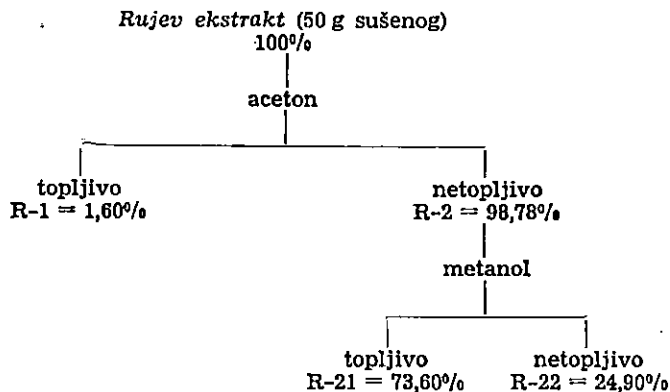 Rujev ekstrakt (50 g sušenog)
100%
aceton
topljivo
R-1 = 1,60%
netopljivo
R-2 = 98,78%
metanol
topljivo
R-21 = 73,60%
netopljivo
R-22 = 24,90%